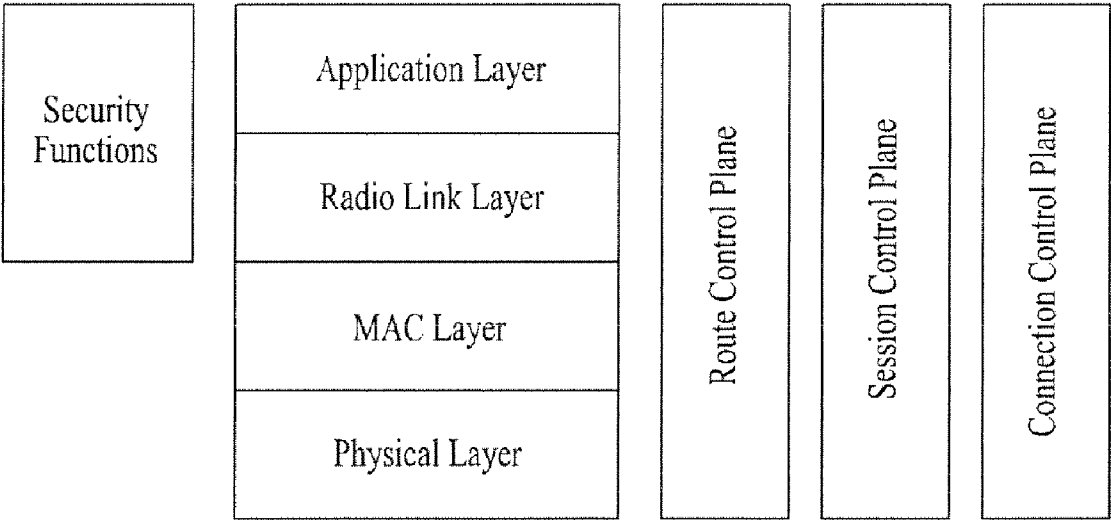 Security
Functions
Application Layer
Radio Link Layer
MAC Layer
Physical Layer
Route Control Plane
Session Control Plane
Connection Control Plane